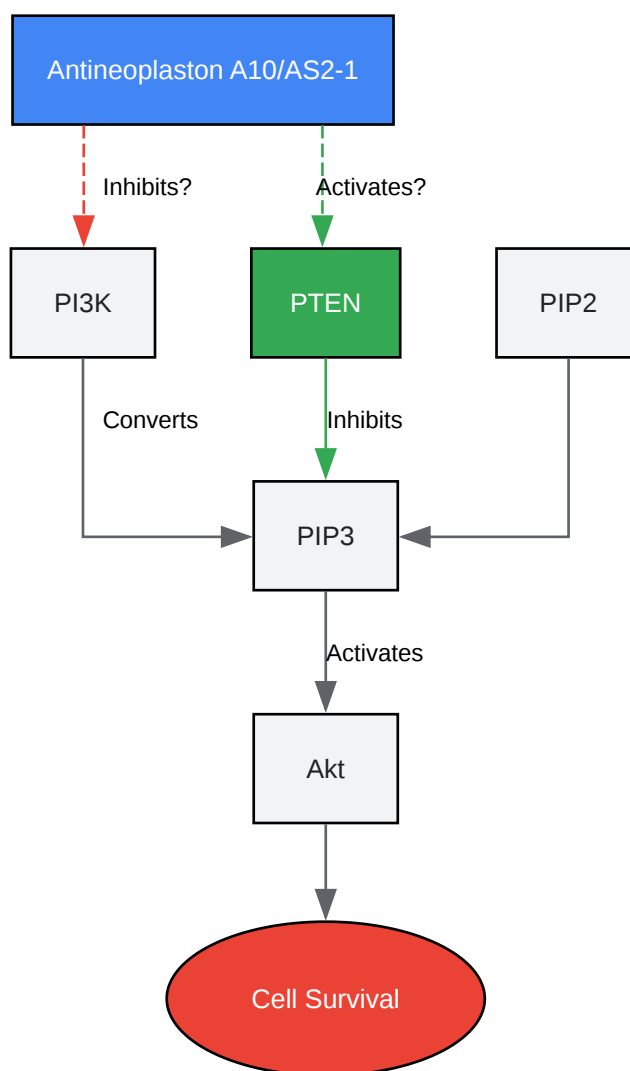 Antineoplaston A10/AS2-1
Inhibits?
Activates?
PI3K
PTEN
PIP2
Converts
Inhibits
PIP3
Activates
Akt
Cell Survival